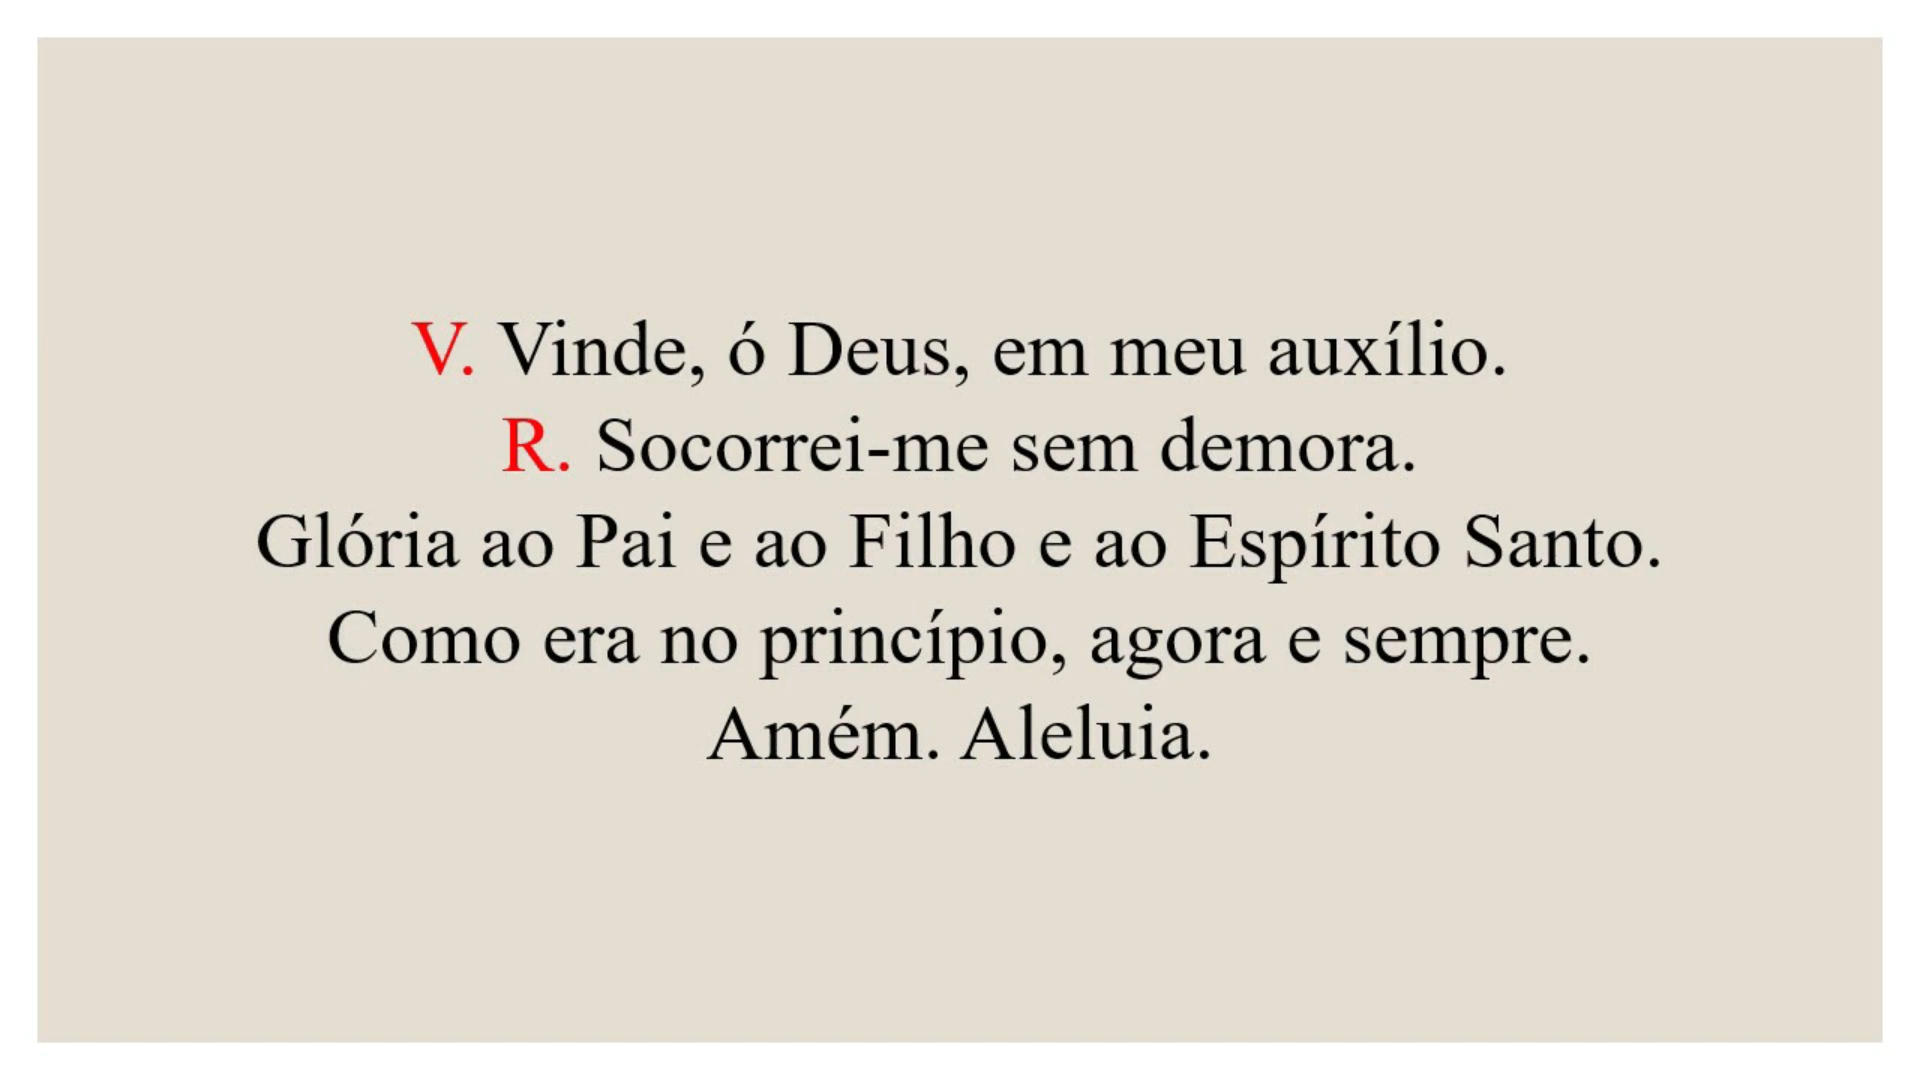 V. Vinde, ó Deus, em meu auxílio.
R. Socorrei-me sem demora.
Glória ao Pai e ao Filho e ao Espírito Santo.
Como era no princípio, agora e sempre.
Amém. Aleluia.